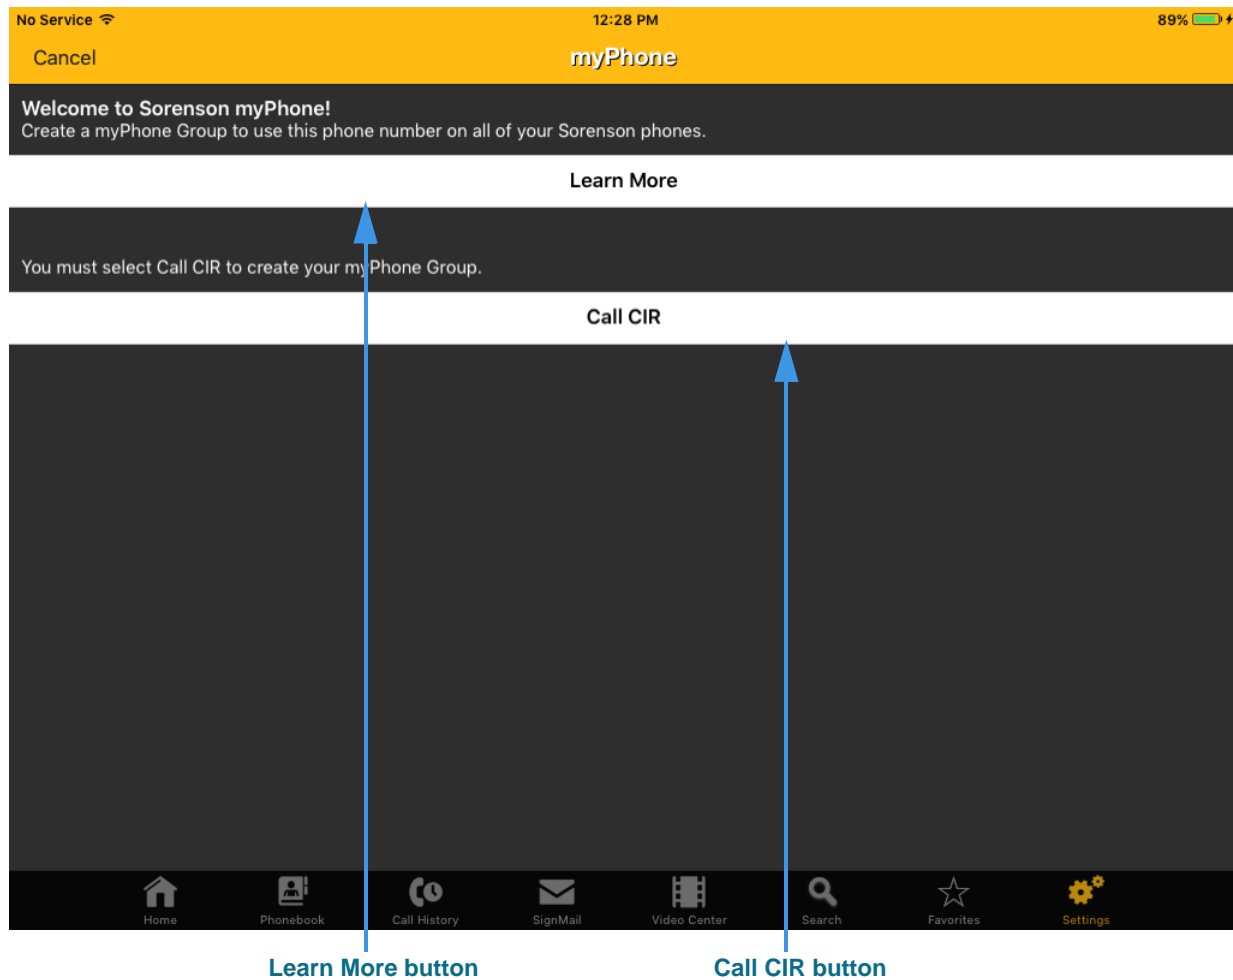 No Service 12:28 PM 89%
Cancel myPhone
Welcome to Sorenson myPhone!
Create a myPhone Group to use this phone number on all of your Sorenson phones.
Learn More
You must select Call CIR to create your myPhone Group.
Call CIR
Home Phonebook Call History SignMail Video Center Search Favorites Settings
Learn More button Call CIR button